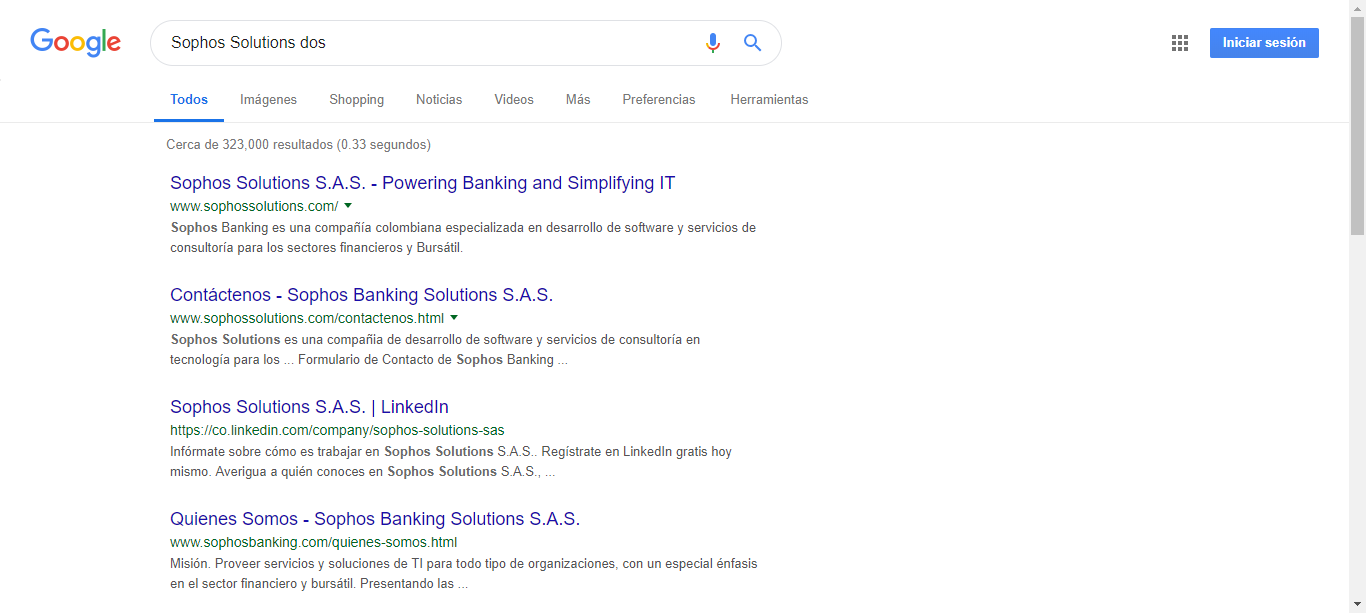 Google
Sophos Solutions dos
Iniciar sesión
Todos Imágenes Shopping Noticias Videos Más Preferencias Herramientas
Cerca de 323,000 resultados (0.33 segundos)
Sophos Solutions S.A.S. - Powering Banking and Simplifying IT
www.sophossolutions.com/
Sophos Banking es una compañía colombiana especializada en desarrollo de software y servicios de
consultoría para los sectores financieros y Bursátil.
Contáctenos - Sophos Banking Solutions S.A.S.
www.sophossolutions.com/contactenos.html
Sophos Solutions es una compañia de desarrollo de software y servicios de consultoría en
tecnología para los ... Formulario de Contacto de Sophos Banking ...
Sophos Solutions S.A.S. | LinkedIn
https://co.linkedin.com/company/sophos-solutions-sas
Infórmate sobre cómo es trabajar en Sophos Solutions S.A.S.. Regístrate en LinkedIn gratis hoy
mismo. Averigua a quién conoces en Sophos Solutions S.A.S., ...
Quienes Somos - Sophos Banking Solutions S.A.S.
www.sophosbanking.com/quienes-somos.html
Misión. Proveer servicios y soluciones de TI para todo tipo de organizaciones, con un especial énfasis
en el sector financiero y bursátil. Presentando las ...